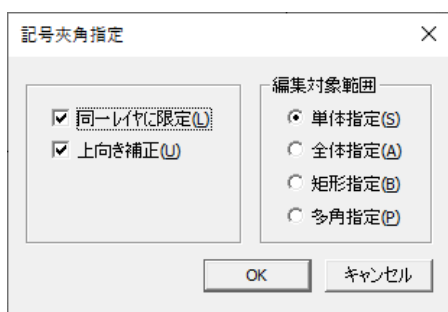 記号夾角指定
同一レイヤに限定(L)
上向き補正(U)
編集対象範囲
単体指定(S)
全体指定(A)
矩形指定(B)
多角指定(P)
OK
キャンセル